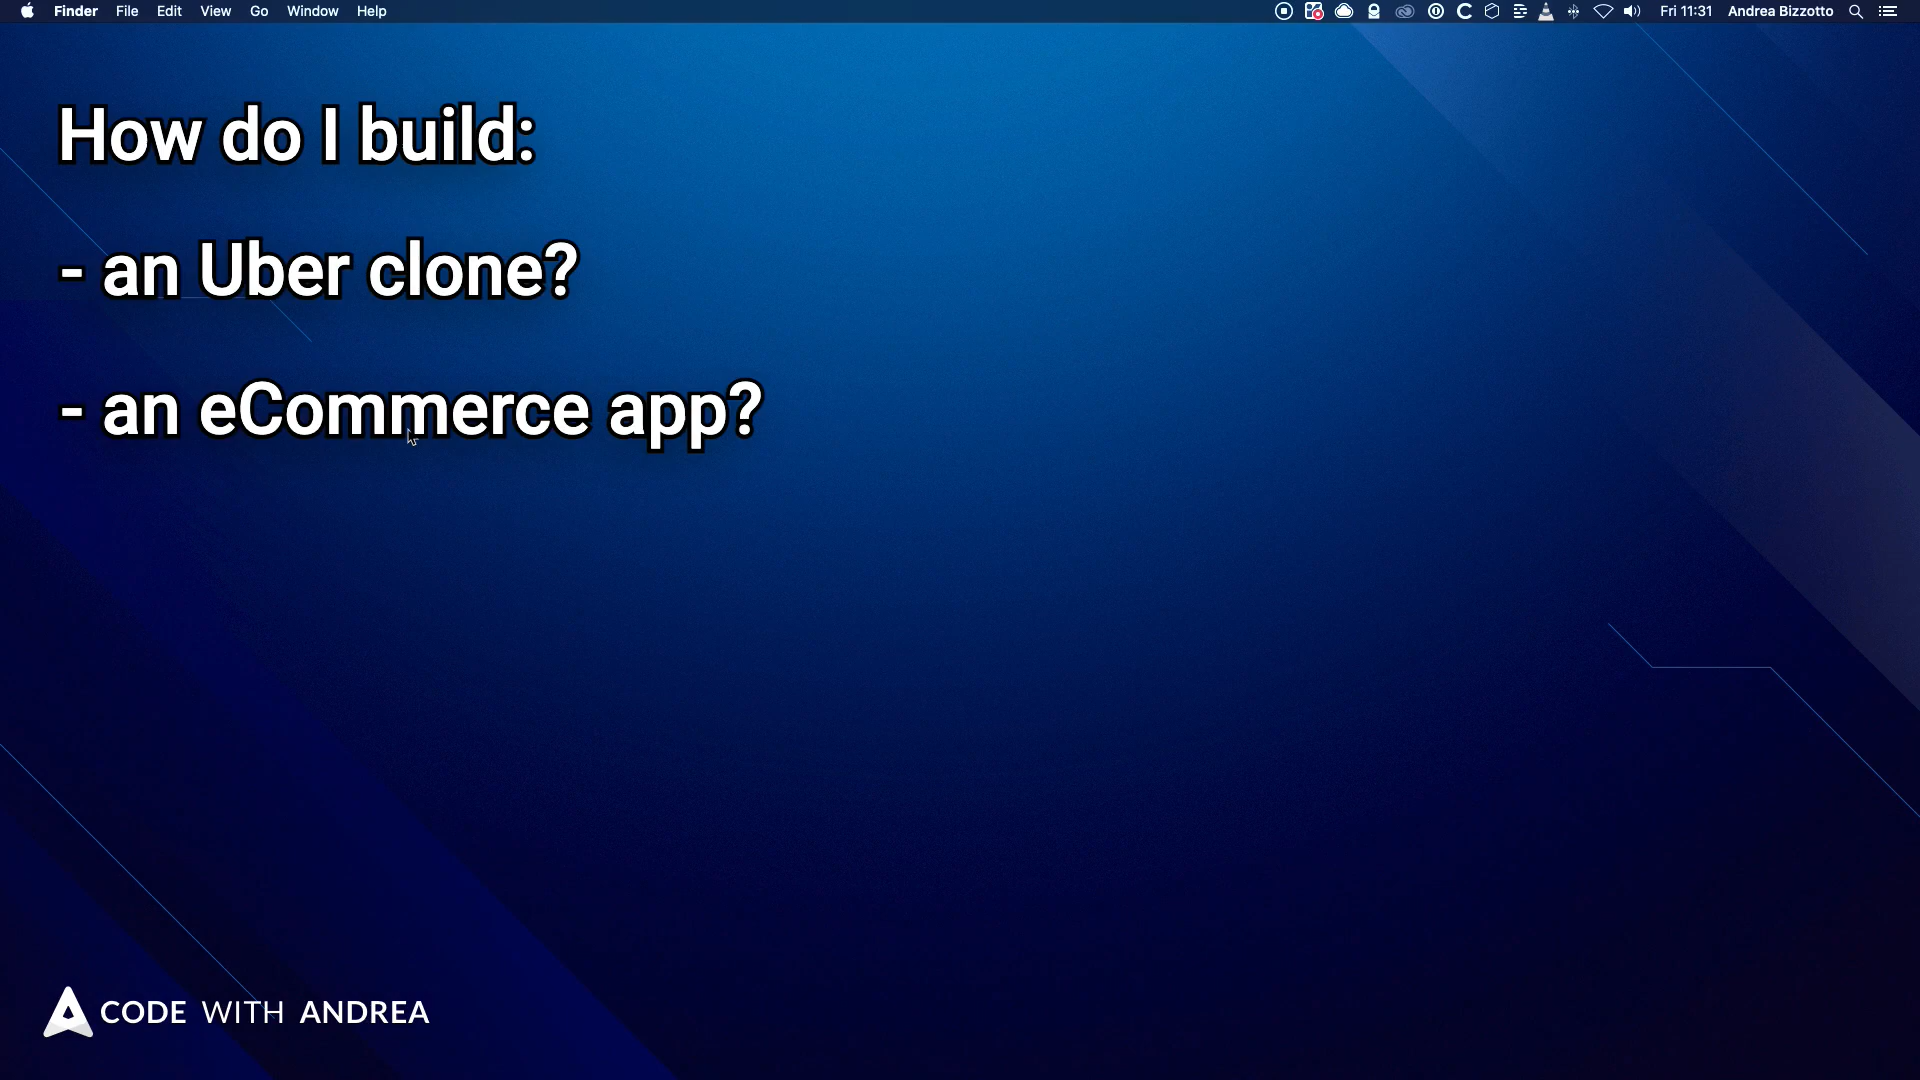 Finder File Edit View Go Window Help Fri 11:31 Andrea Bizzotto
How do I build:
- an Uber clone?
- an eCommerce app?
CODE WITH ANDREA